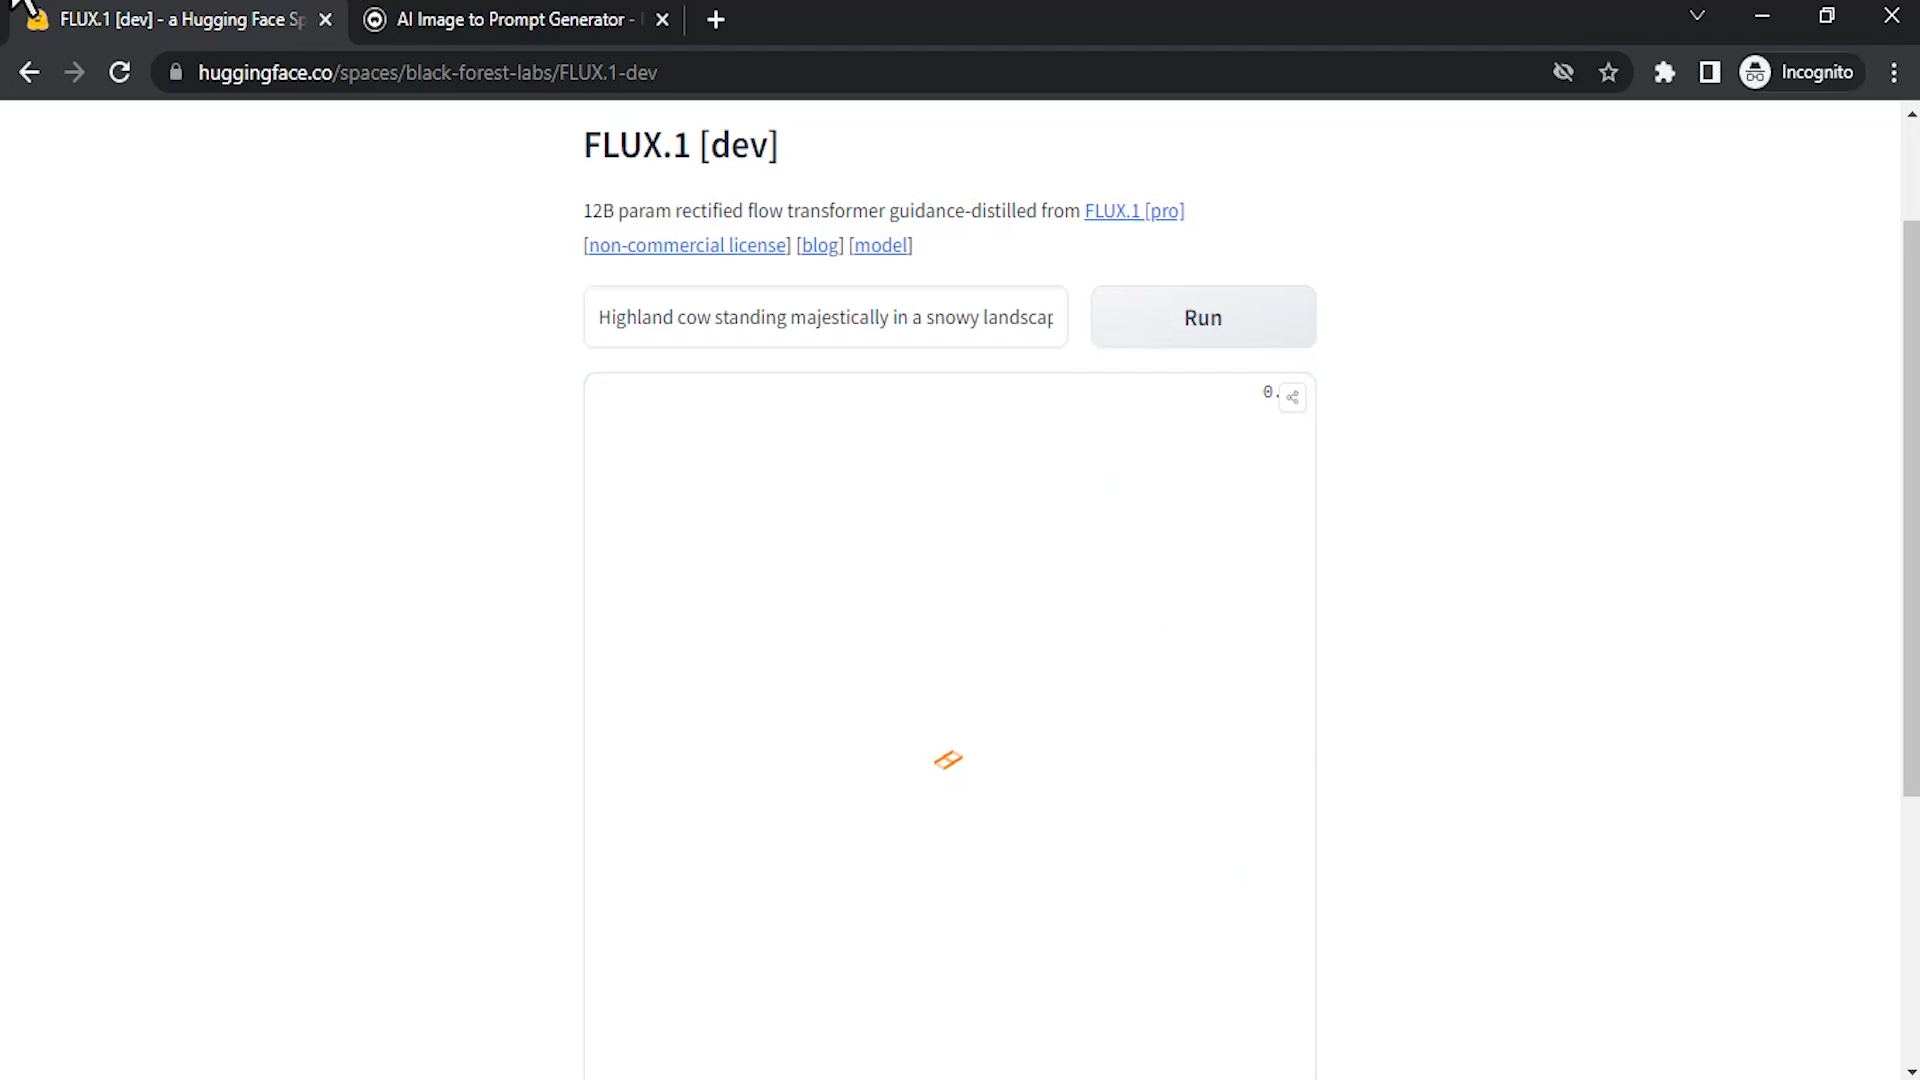 FLUX.1 [dev] - a Hugging Face Sp
AI Image to Prompt Generator -
huggingface.co/spaces/black-forest-labs/FLUX.1-dev
Incognito
FLUX.1 [dev]
12B param rectified flow transformer guidance-distilled from FLUX.1 [pro]
[non-commercial license] [blog] [model]
Highland cow standing majestically in a snowy landscap
Run
0.